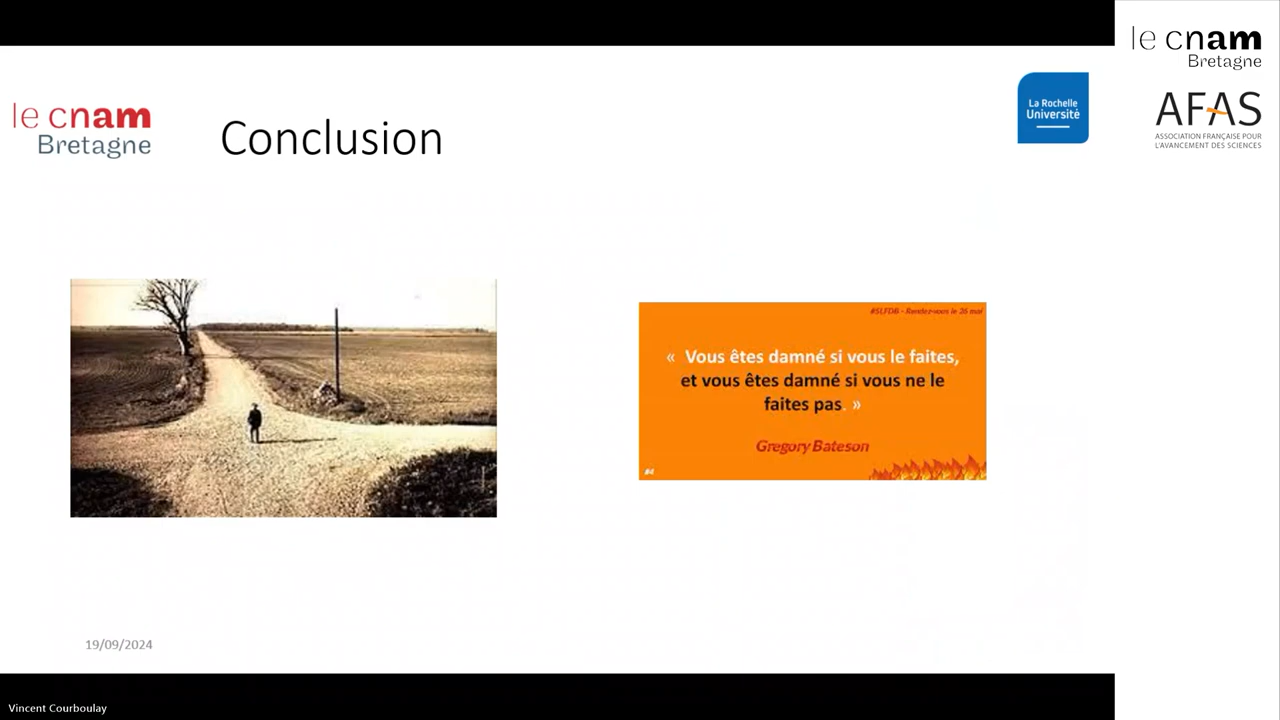 le cnam
Bretagne
Conclusion
La Rochelle
Université
le cnam
Bretagne
AFAS
ASSOCIATION FRANÇAISE POUR
L'AVANCEMENT DES SCIENCES
#SLFDB - Rendez-vous le 26 mai
« Vous êtes damné si vous le faites,
et vous êtes damné si vous ne le
faites pas. »
Gregory Bateson
#4
19/09/2024
Vincent Courboulay